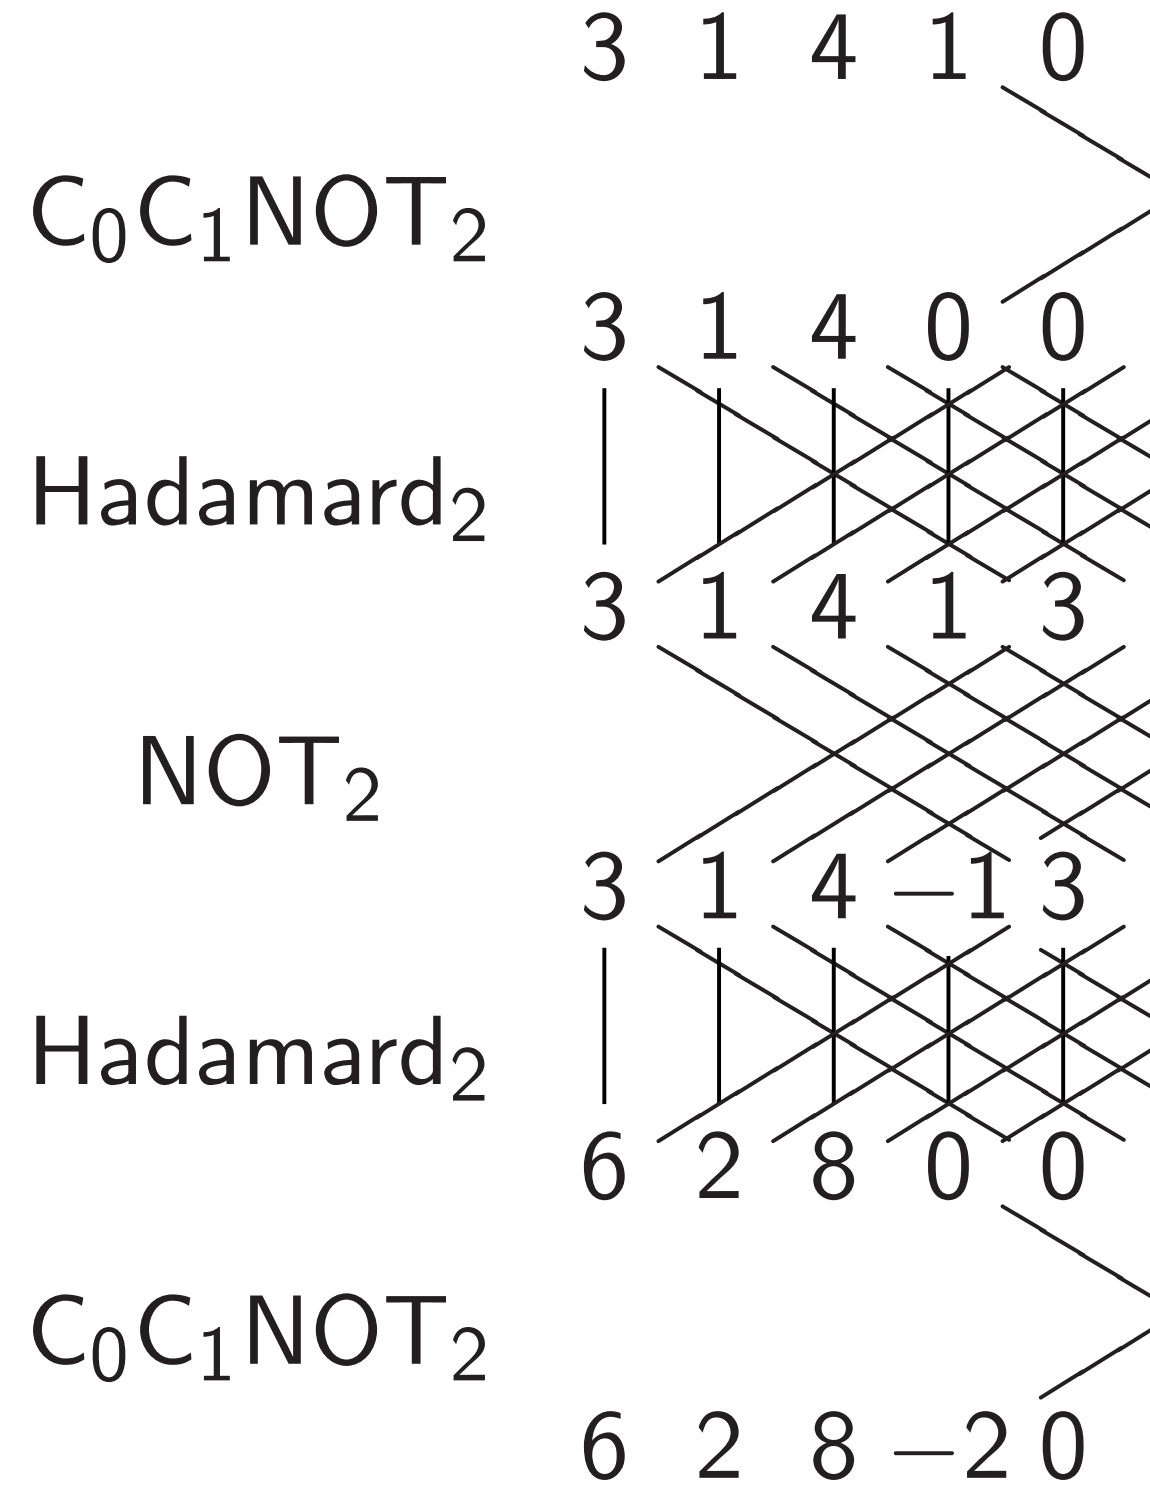 3 1 4 1 0
C₀C₁NOT₂
3 1 4 0 0
Hadamard₂
3 1 4 1 3
NOT₂
3 1 4 −1 3
Hadamard₂
6 2 8 0 0
C₀C₁NOT₂
6 2 8 −2 0